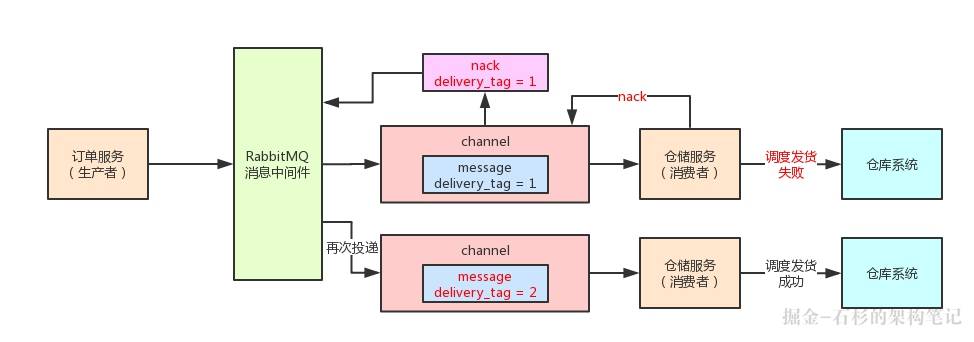 nack
delivery_tag = 1
nack
订单服务
（生产者）
RabbitMQ
消息中间件
channel
message
delivery_tag = 1
仓储服务
（消费者）
调度发货
失败
仓库系统
再次投递
channel
message
delivery_tag = 2
仓储服务
（消费者）
调度发货
成功
仓库系统
掘金-石杉的架构笔记